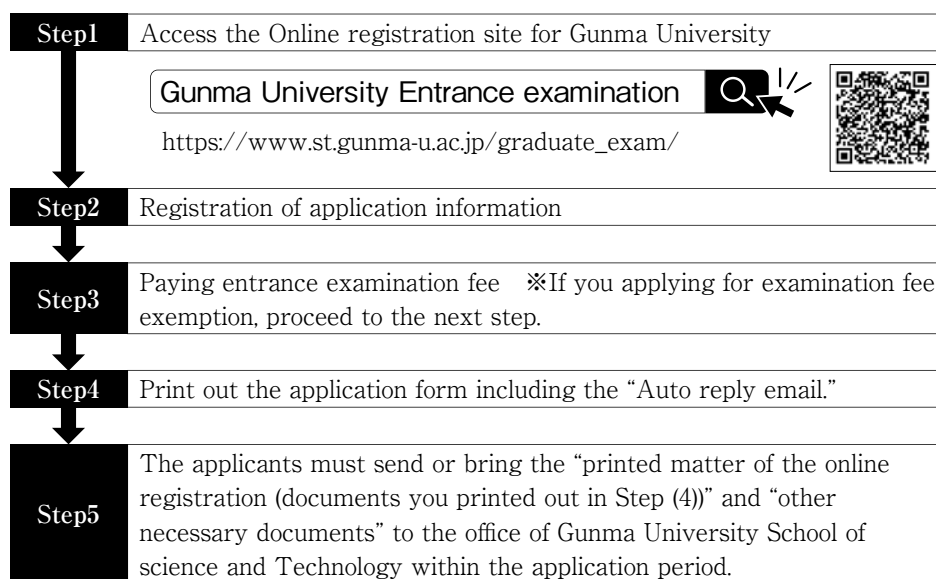 Step1 Access the Online registration site for Gunma University
Gunma University Entrance examination
https://www.st.gunma-u.ac.jp/graduate_exam/
Step2 Registration of application information
Paying entrance examination fee ※If you applying for examination fee
Step3
exemption, proceed to the next step.
Step4 Print out the application form including the “Auto reply email.”
The applicants must send or bring the “printed matter of the online
registration (documents you printed out in Step (4))” and “other
Step5
necessary documents” to the office of Gunma University School of
science and Technology within the application period.